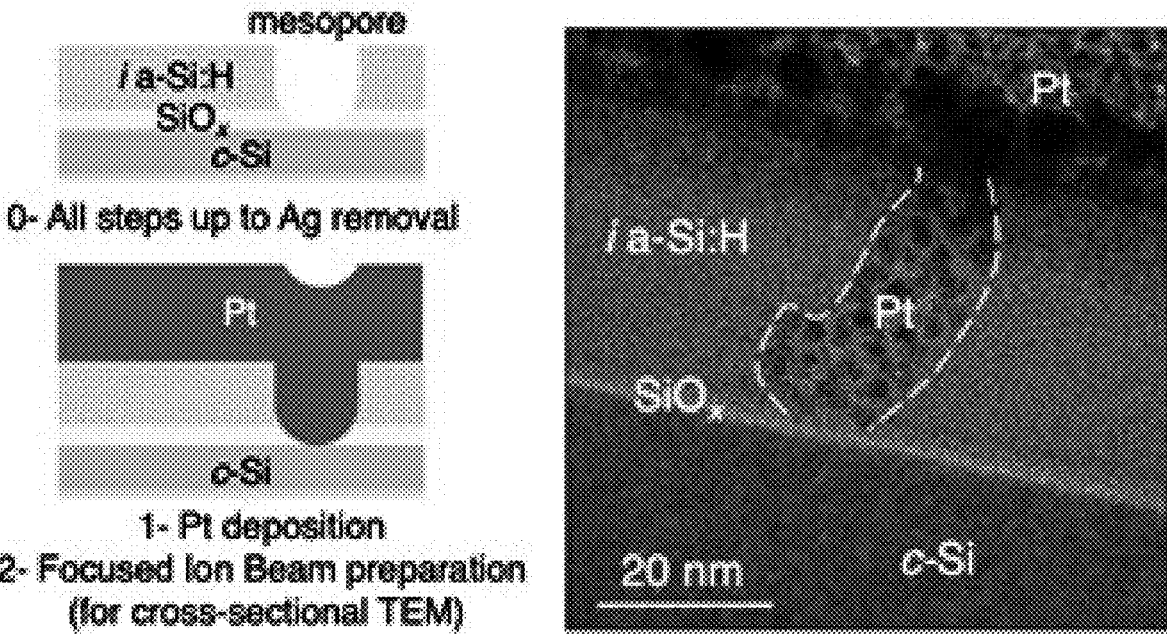 mesopore
i a-Si:H
SiOₓ
c-Si
0- All steps up to Ag removal
Pt
c-Si
1- Pt deposition
2- Focused Ion Beam preparation
(for cross-sectional TEM)
Pt
i a-Si:H
Pt
SiOₓ
c-Si
20 nm